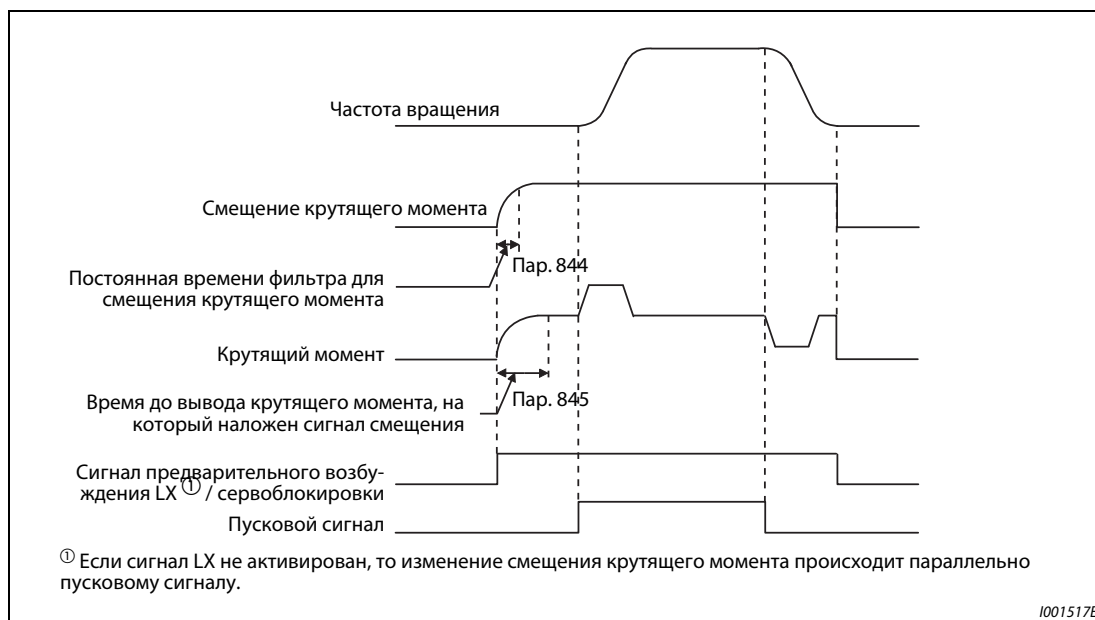 Частота вращения
Смещение крутящего момента
Пар. 844
Постоянная времени фильтра для
смещения крутящего момента
Крутящий момент
Пар. 845
Время до вывода крутящего момента, на
который наложен сигнал смещения
Сигнал предварительного возбу-
ждения LX ① / сервоблокировки
Пусковой сигнал
① Если сигнал LX не активирован, то изменение смещения крутящего момента происходит параллельно
пусковому сигналу.
I001517E